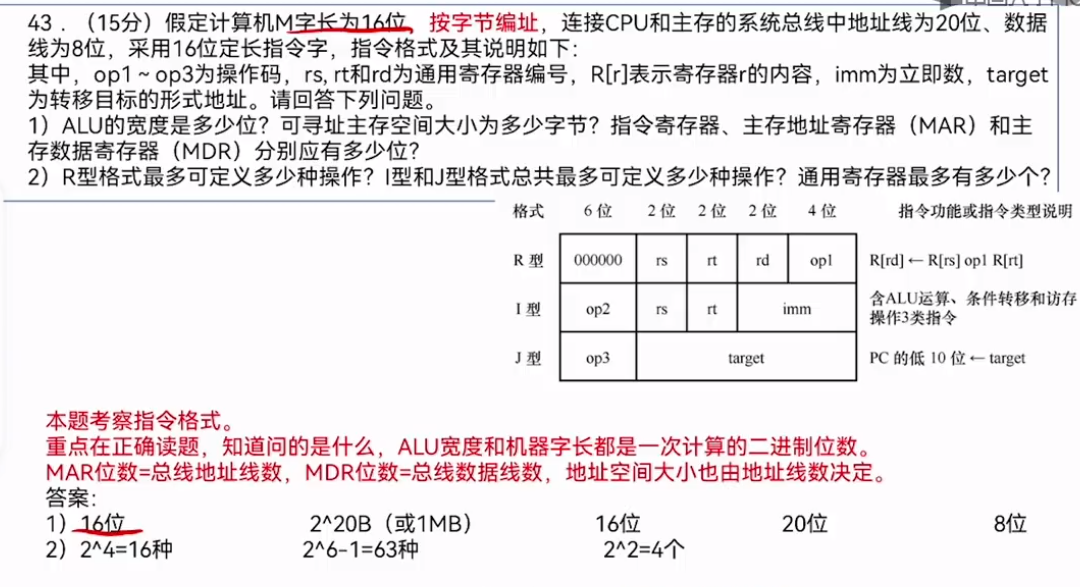 43．（15分）假定计算机M字长为16位，按字节编址，连接CPU和主存的系统总线中地址线为20位、数据
线为8位，采用16位定长指令字，指令格式及其说明如下：
其中，op1～op3为操作码，rs, rt和rd为通用寄存器编号，R[r]表示寄存器r的内容，imm为立即数，target
为转移目标的形式地址。请回答下列问题。
1）ALU的宽度是多少位？可寻址主存空间大小为多少字节？指令寄存器、主存地址寄存器（MAR）和主
存数据寄存器（MDR）分别应有多少位？
2）R型格式最多可定义多少种操作？I型和J型格式总共最多可定义多少种操作？通用寄存器最多有多少个？
格式 6 位 2 位 2 位 2 位 4 位 指令功能或指令类型说明
R 型 000000 rs rt rd op1 R[rd]←R[rs] op1 R[rt]
I 型 op2 rs rt imm 含ALU运算、条件转移和访存
操作3类指令
J 型 op3 target PC 的低 10 位←target
本题考察指令格式。
重点在正确读题，知道问的是什么，ALU宽度和机器字长都是一次计算的二进制位数。
MAR位数=总线地址线数，MDR位数=总线数据线数，地址空间大小也由地址线数决定。
答案：
1）16位 2^20B（或1MB） 16位 20位 8位
2）2^4=16种 2^6-1=63种 2^2=4个